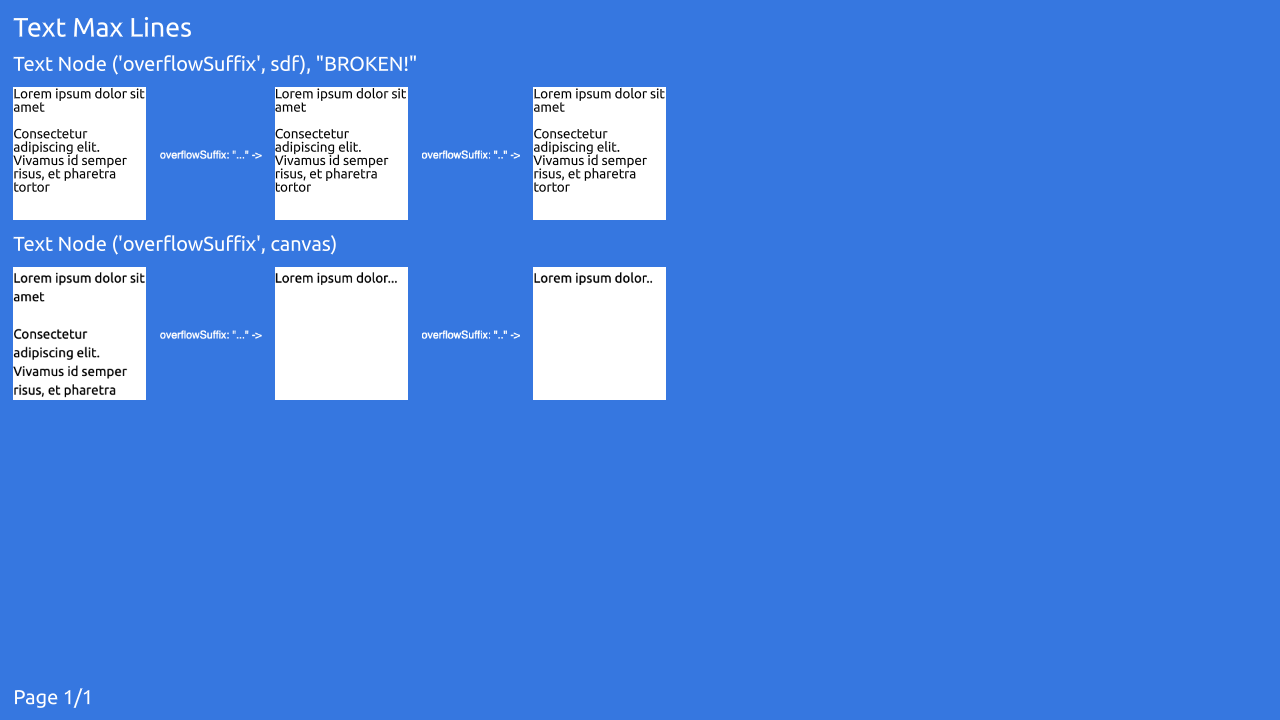 Text Max Lines
Text Node ('overflowSuffix', sdf), "BROKEN!"
Lorem ipsum dolor sit
amet
Consectetur
adipiscing elit.
Vivamus id semper
risus, et pharetra
tortor
overflowSuffix: "..." ->
Lorem ipsum dolor sit
amet
Consectetur
adipiscing elit.
Vivamus id semper
risus, et pharetra
tortor
overflowSuffix: ".." ->
Lorem ipsum dolor sit
amet
Consectetur
adipiscing elit.
Vivamus id semper
risus, et pharetra
tortor
Text Node ('overflowSuffix', canvas)
Lorem ipsum dolor sit
amet
Consectetur
adipiscing elit.
Vivamus id semper
risus, et pharetra
overflowSuffix: "..." ->
Lorem ipsum dolor...
overflowSuffix: ".." ->
Lorem ipsum dolor..
Page 1/1